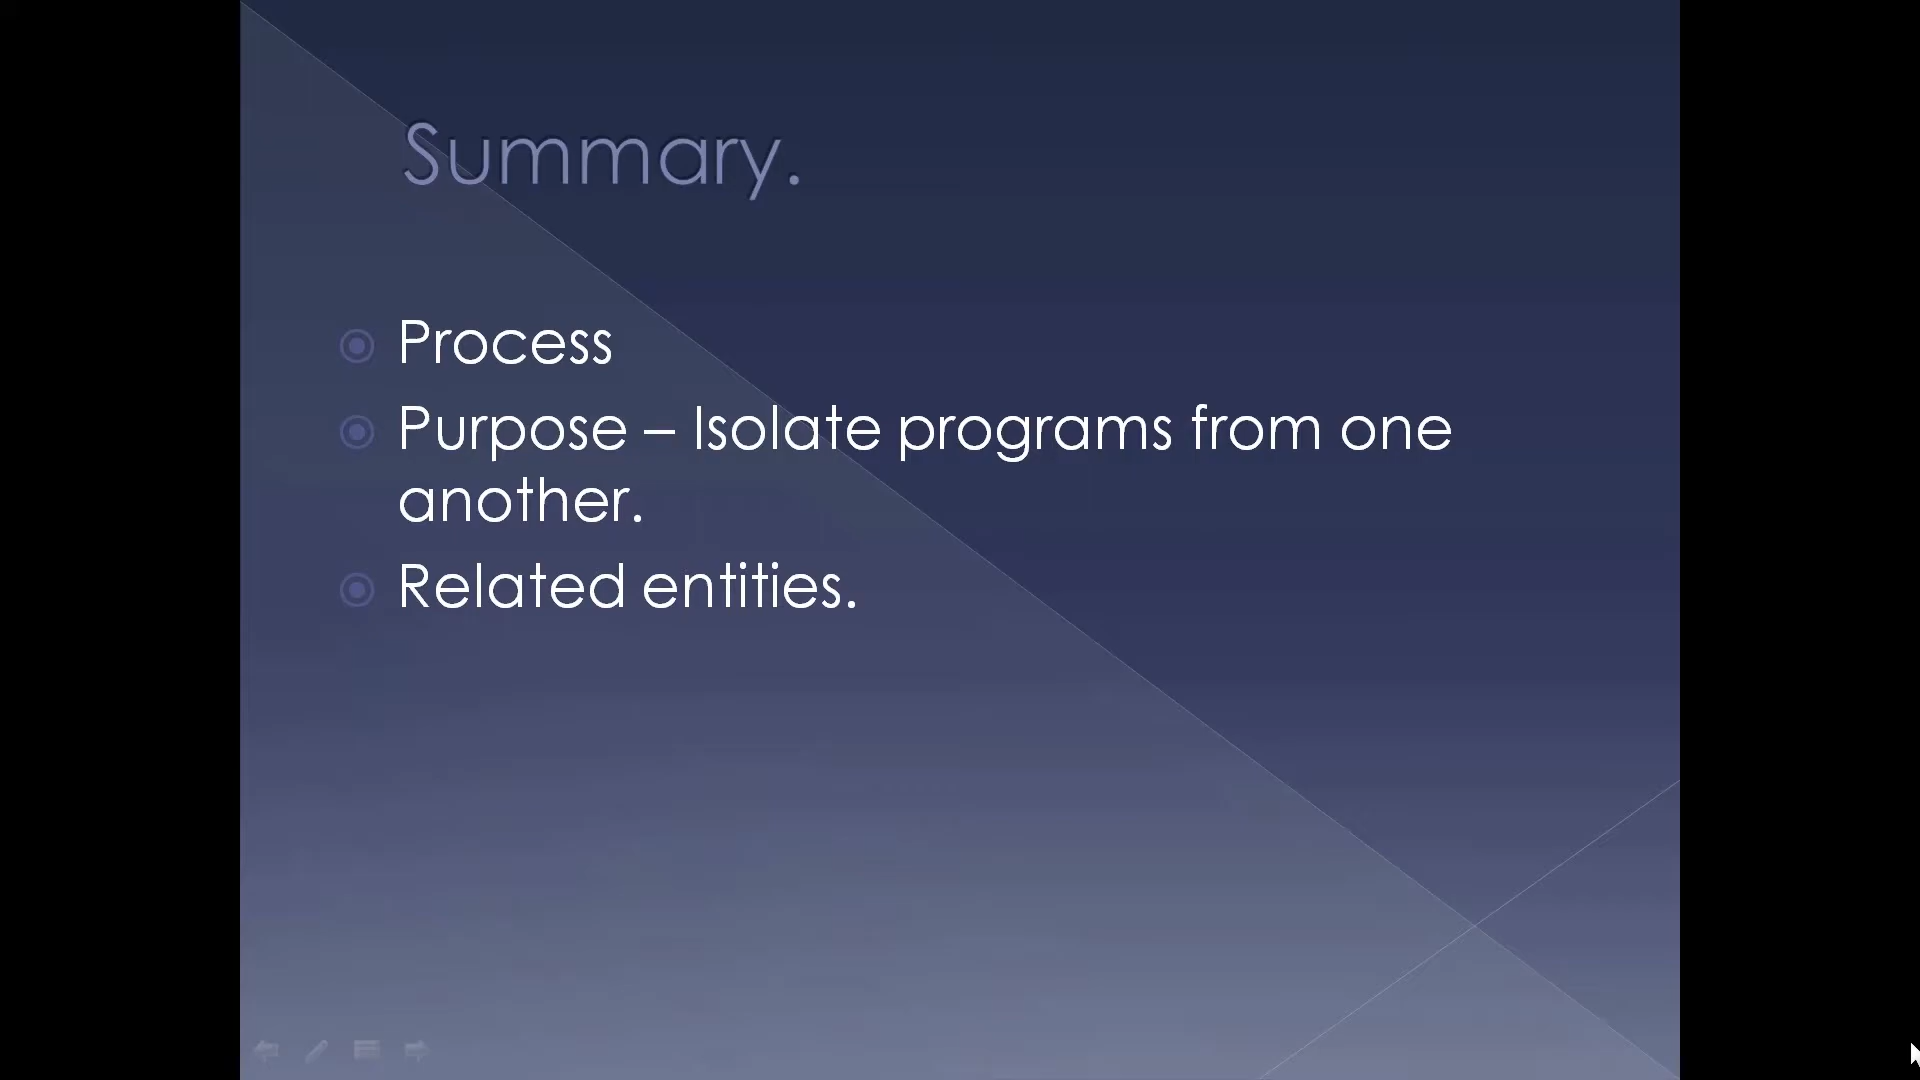 Summary.
Process
Purpose – Isolate programs from one
another.
Related entities.